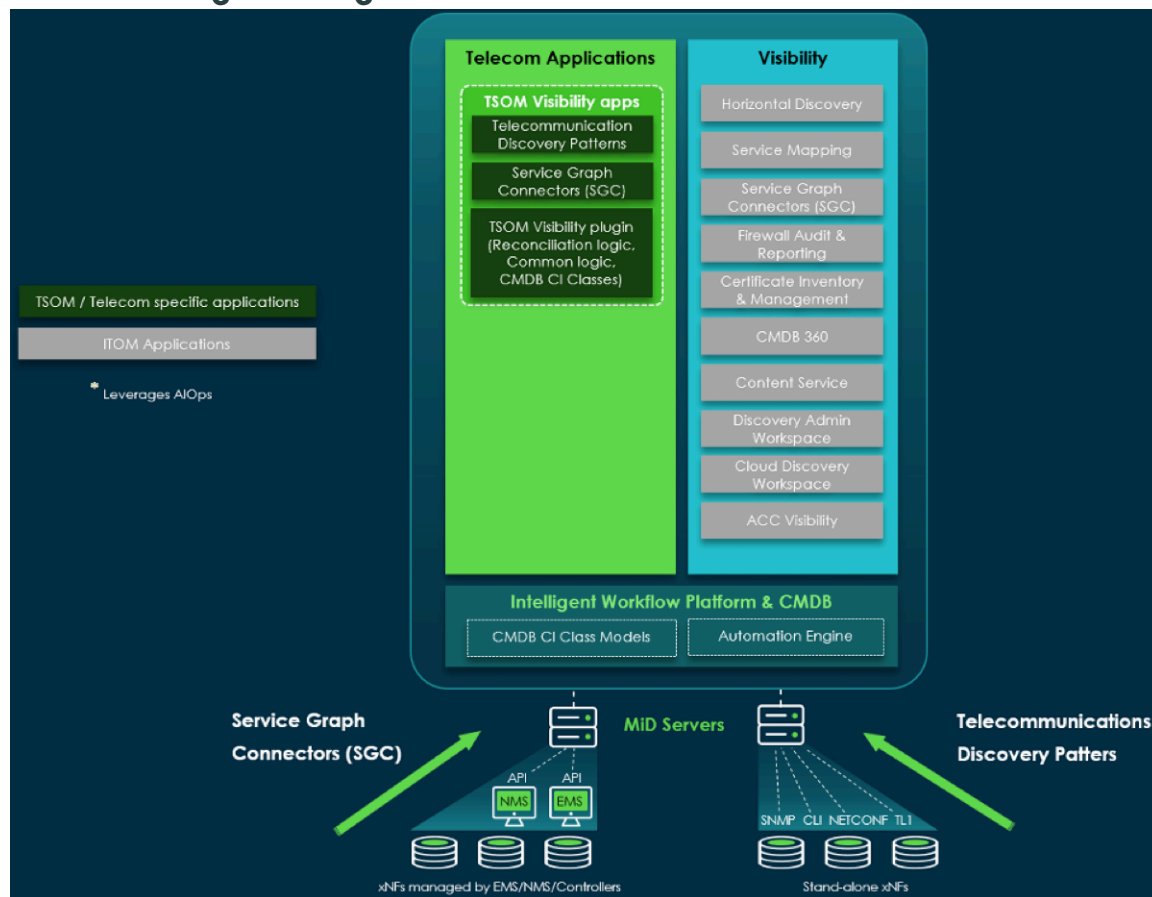 Telecom Applications
TSOM Visibility apps
Telecommunication
Discovery Patterns
Service Graph
Connectors (SGC)
TSOM Visibility plugin
(Reconciliation logic,
Common logic,
CMDB CI Classes)
Visibility
Horizontal Discovery
Service Mapping
Service Graph
Connectors (SGC)
Firewall Audit &
Reporting
Certificate Inventory
& Management
CMDB 360
Content Service
Discovery Admin
Workspace
Cloud Discovery
Workspace
ACC Visibility
TSOM / Telecom specific applications
ITOM Applications
* Leverages AIOps
Intelligent Workflow Platform & CMDB
CMDB CI Class Models
Automation Engine
Service Graph
Connectors (SGC)
MiD Servers
Telecommunications
Discovery Patters
API API
NMS EMS
SNMP CLI NETCONF TL1
xNFs managed by EMS/NMS/Controllers
Stand-alone xNFs